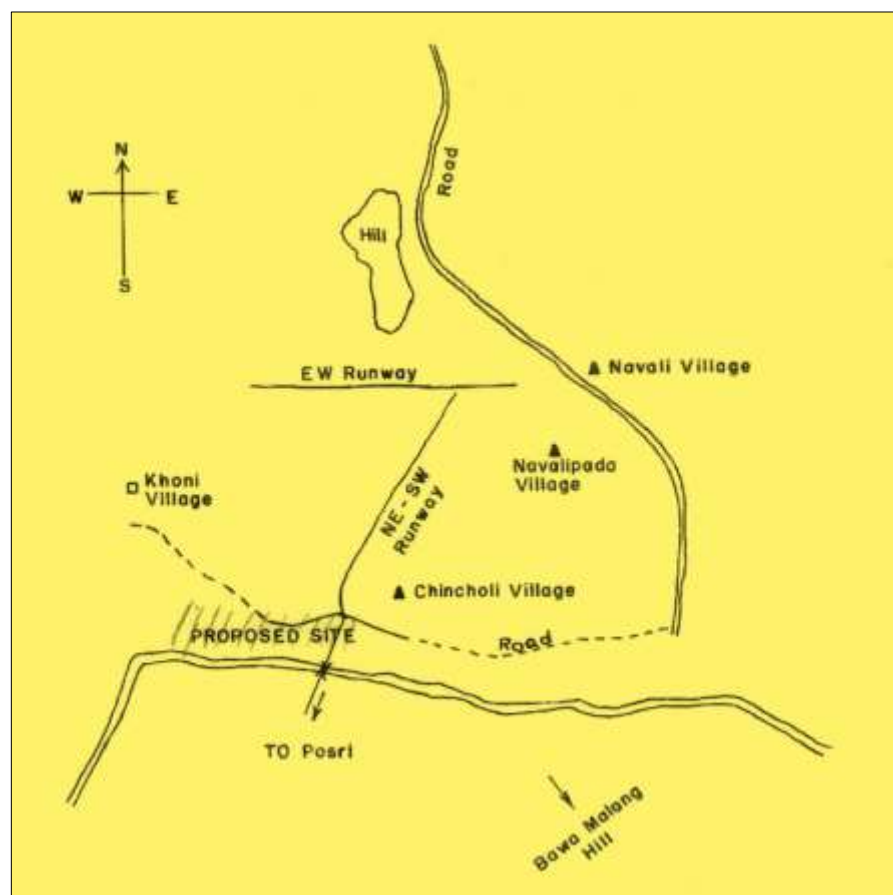 N
W E
S
Road
Hill
EW Runway
Navali Village
Navalipada
Village
Khoni
Village
NE-SW
Runway
Chincholi Village
PROPOSED SITE
Road
TO Posri
Bawa Malang
Hill